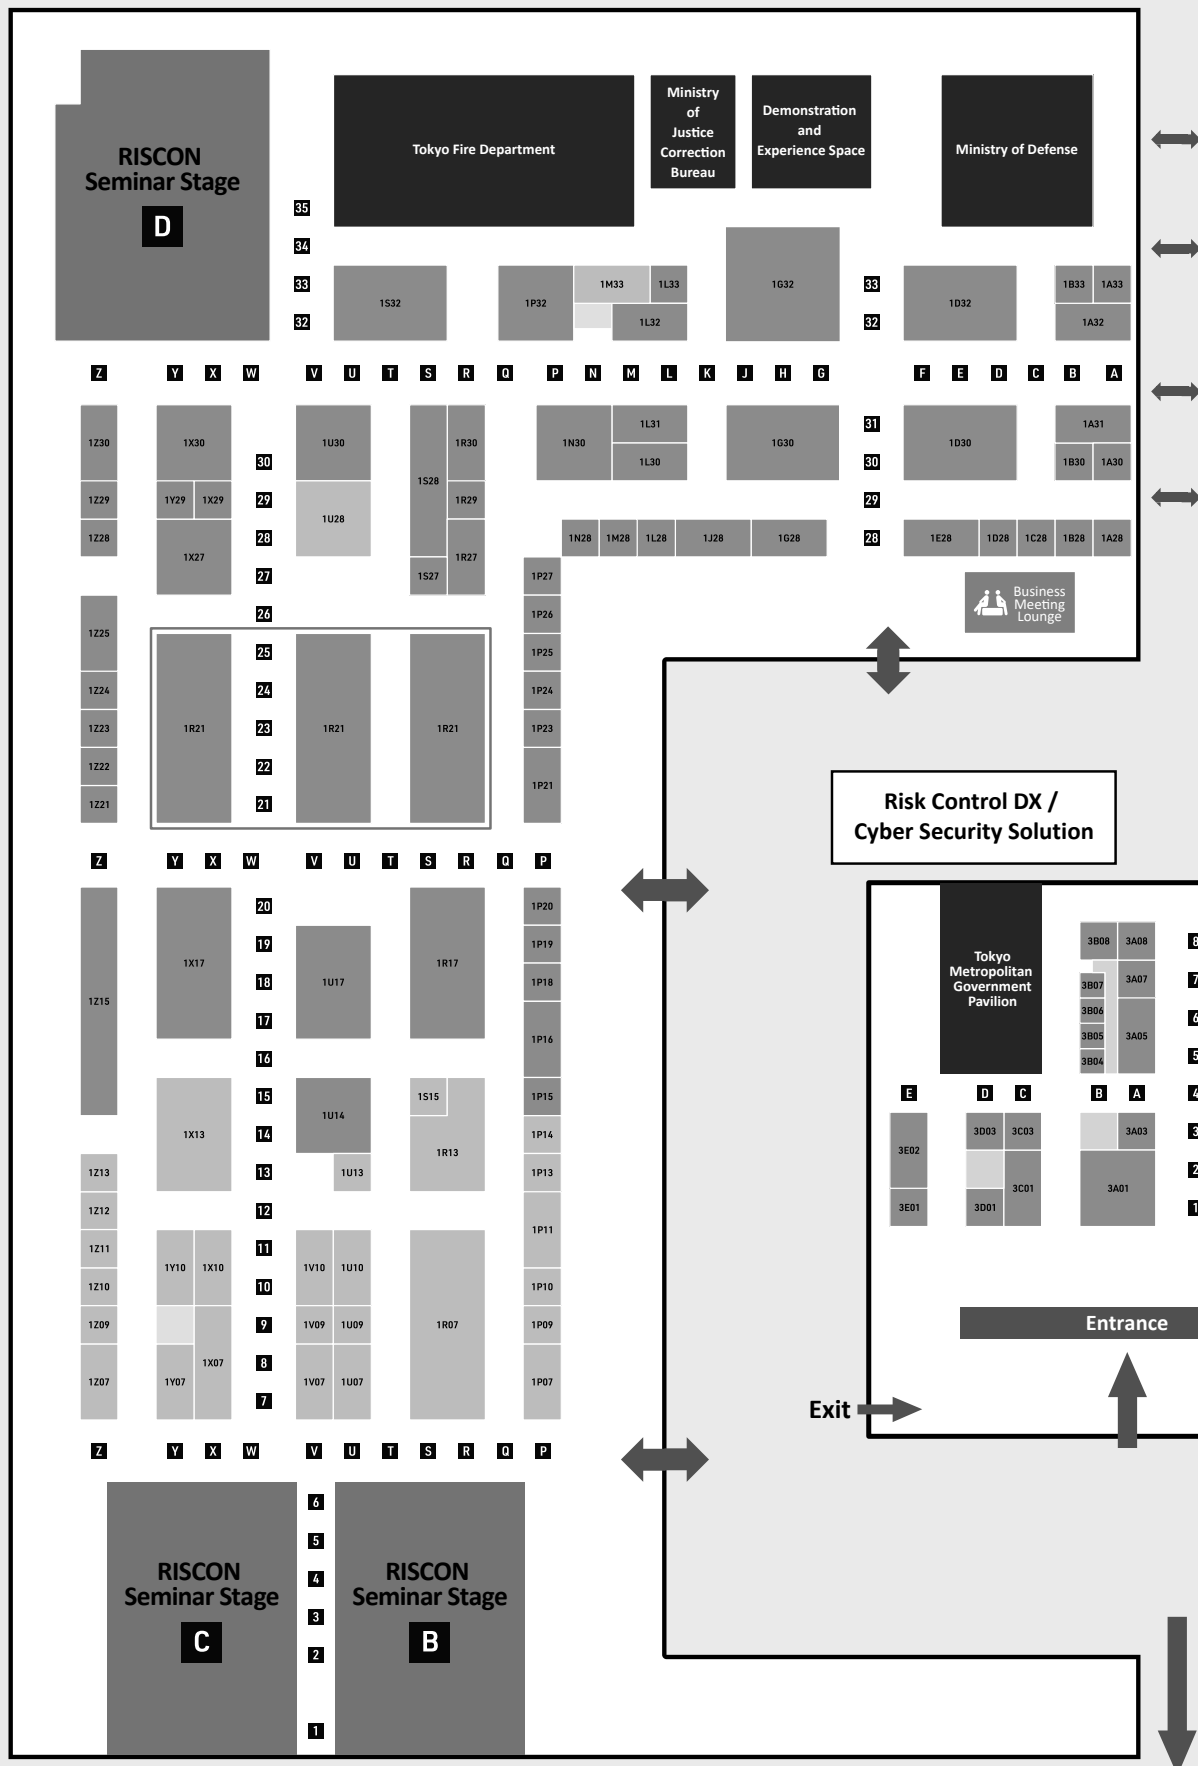 RISCON
Seminar Stage
D
Tokyo Fire Department
Ministry
of
Justice
Correction
Bureau
Demonstration
and
Experience Space
Ministry of Defense
35
34
33
32
1S32
1P32
1M33
1L33
1L32
1G32
33
32
1D32
1B33
1A33
1A32
Z Y X W V U T S R Q P N M L K J H G F E D C B A
1Z30
1X30
1U30
1S28
1R30
1N30
1L31
1L30
1G30
31
30
1D30
1A31
1B30
1A30
30
1Z29
1Y29
1X29
29
1U28
1R29
29
1Z28
1X27
28
1R27
1N28
1M28
1L28
1J28
1G28
28
1E28
1D28
1C28
1B28
1A28
27
1S27
1P27
Business
Meeting
Lounge
26
1P26
1Z25
25
1P25
1Z24
24
1P24
1Z23
1R21
23
1R21
1R21
1P23
1Z22
22
1P21
1Z21
21
Z Y X W V U T S R Q P
Risk Control DX /
Cyber Security Solution
20
1P20
19
1P19
1Z15
1X17
18
1U17
1R17
1P18
17
1P16
16
15
1S15
1P15
1X13
14
1U14
1R13
1P14
1Z13
13
1U13
1P13
1Z12
12
1P11
1Z11
11
1Y10
1X10
1V10
1U10
1Z10
10
1P10
1Z09
9
1V09
1U09
1R07
1P09
1Z07
1Y07
1X07
8
1V07
1U07
1P07
7
Z Y X W V U T S R Q P
Tokyo
Metropolitan
Government
Pavilion
3B08
3A08
8
3B07
3A07
7
3B06
6
3B05
3A05
5
3B04
E D C B A 4
3E02
3D03
3C03
3A03
3
2
3E01
3D01
3C01
3A01
1
Entrance
Exit
RISCON
Seminar Stage
C
6
5
4
3
2
1
RISCON
Seminar Stage
B